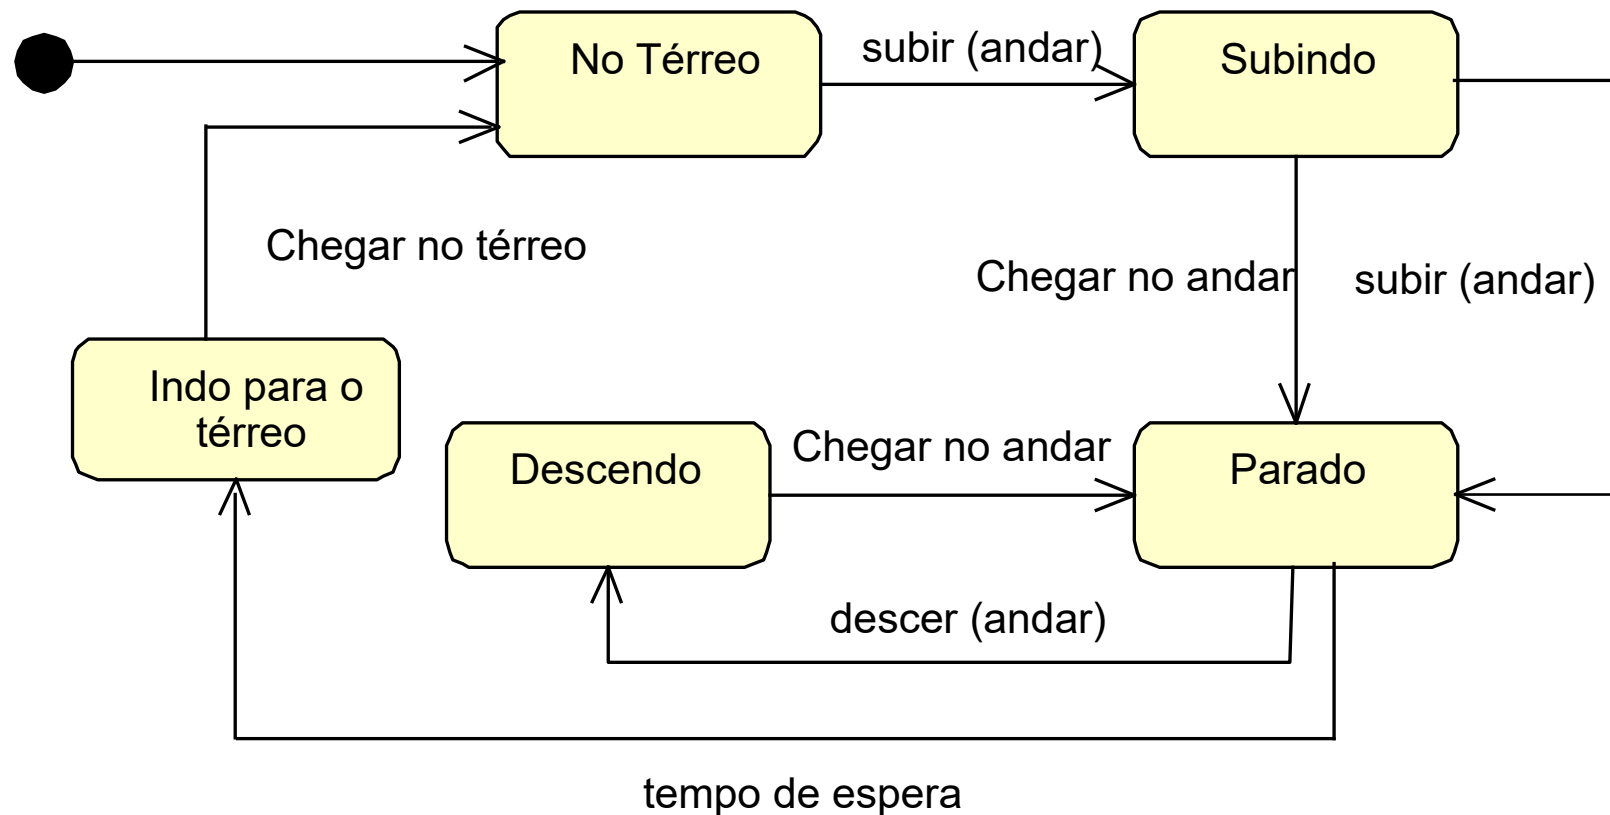 No Térreo
subir (andar)
Subindo
Chegar no térreo
Chegar no andar
subir (andar)
Indo para o
térreo
Descendo
Chegar no andar
Parado
descer (andar)
tempo de espera